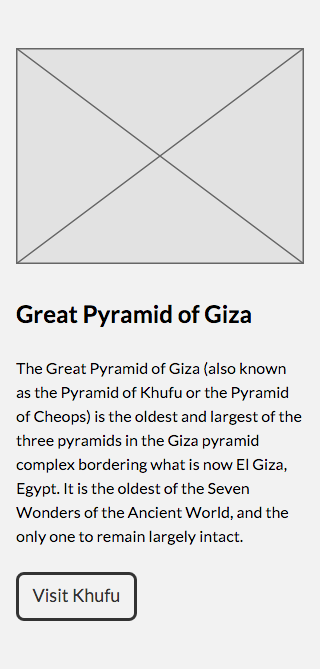 Great Pyramid of Giza
The Great Pyramid of Giza (also known
as the Pyramid of Khufu or the Pyramid
of Cheops) is the oldest and largest of the
three pyramids in the Giza pyramid
complex bordering what is now El Giza,
Egypt. It is the oldest of the Seven
Wonders of the Ancient World, and the
only one to remain largely intact.
Visit Khufu